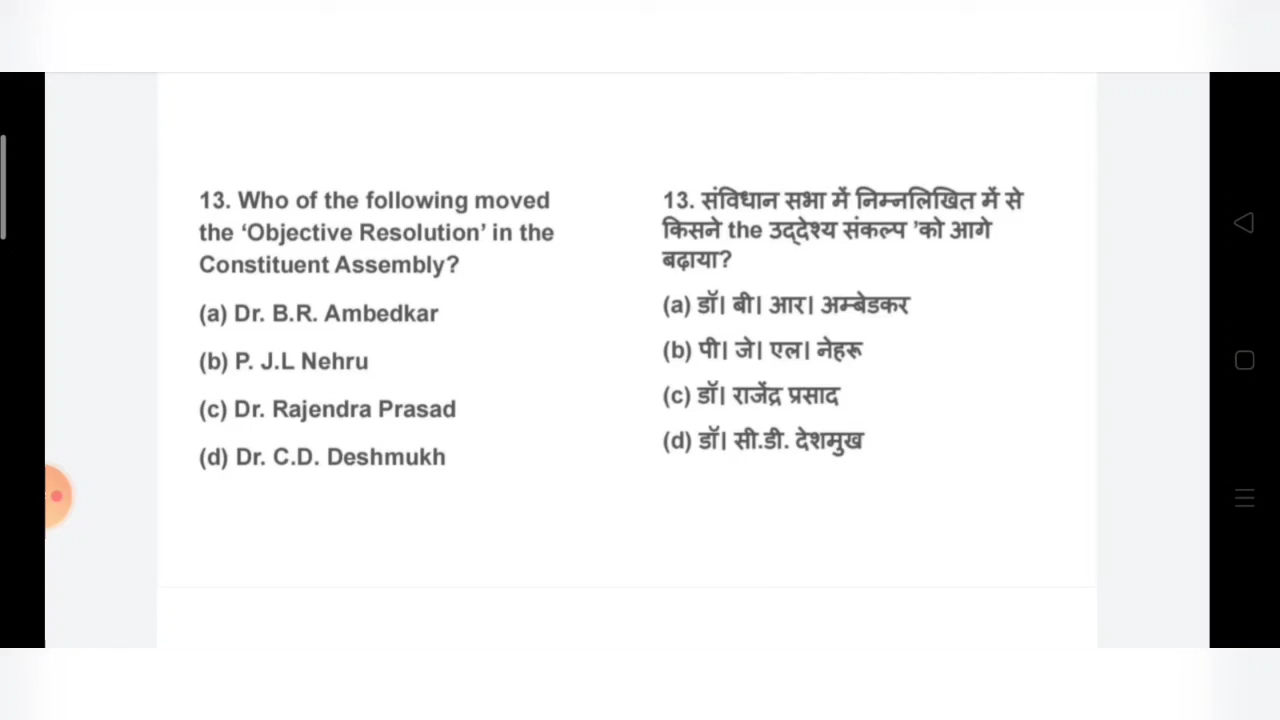 13. Who of the following moved
the ‘Objective Resolution’ in the
Constituent Assembly?
(a) Dr. B.R. Ambedkar
(b) P. J.L Nehru
(c) Dr. Rajendra Prasad
(d) Dr. C.D. Deshmukh
13. संविधान सभा में निम्नलिखित में से
किसने the उद्देश्य संकल्प ’को आगे
बढ़ाया?
(a) डॉ। बी। आर। अम्बेडकर
(b) पी। जे। एल। नेहरू
(c) डॉ। राजेंद्र प्रसाद
(d) डॉ। सी.डी. देशमुख